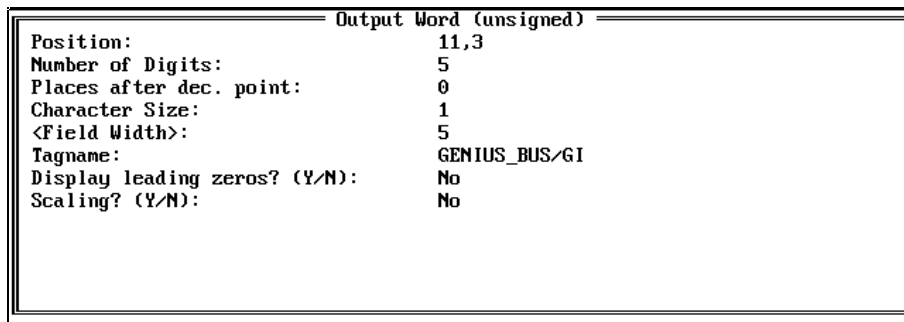 Output Word (unsigned)
Position: 11,3
Number of Digits: 5
Places after dec. point: 0
Character Size: 1
<Field Width>: 5
Tagname: GENIUS_BUS/GI
Display leading zeros? (Y/N): No
Scaling? (Y/N): No